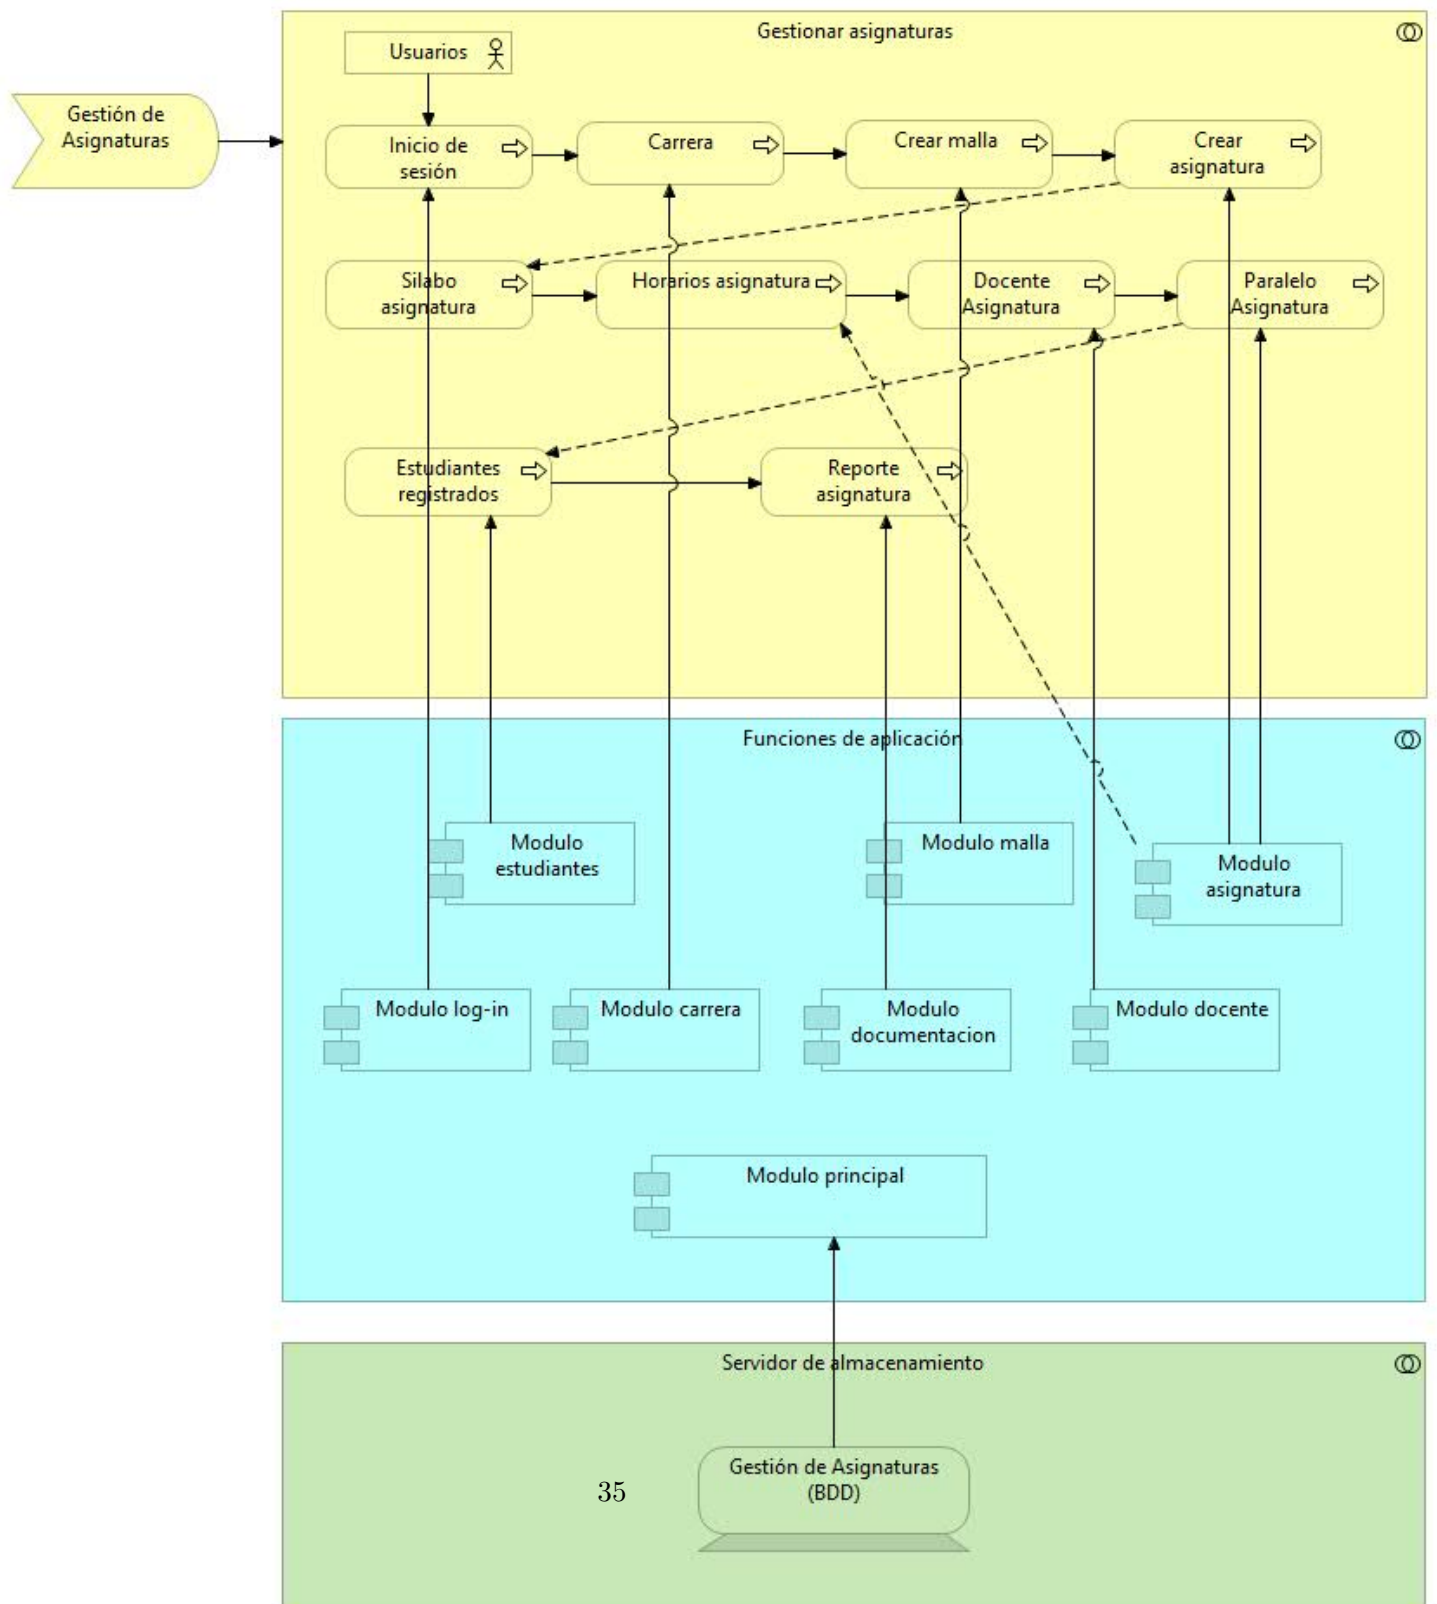 Gestionar asignaturas
Usuarios
Gestión de
Asignaturas
Inicio de
sesión
Carrera
Crear malla
Crear
asignatura
Silabo
asignatura
Horarios asignatura
Docente
Asignatura
Paralelo
Asignatura
Estudiantes
registrados
Reporte
asignatura
Funciones de aplicación
Modulo
estudiantes
Modulo malla
Modulo
asignatura
Modulo log-in
Modulo carrera
Modulo
documentacion
Modulo docente
Modulo principal
Servidor de almacenamiento
Gestión de Asignaturas
(BDD)
35